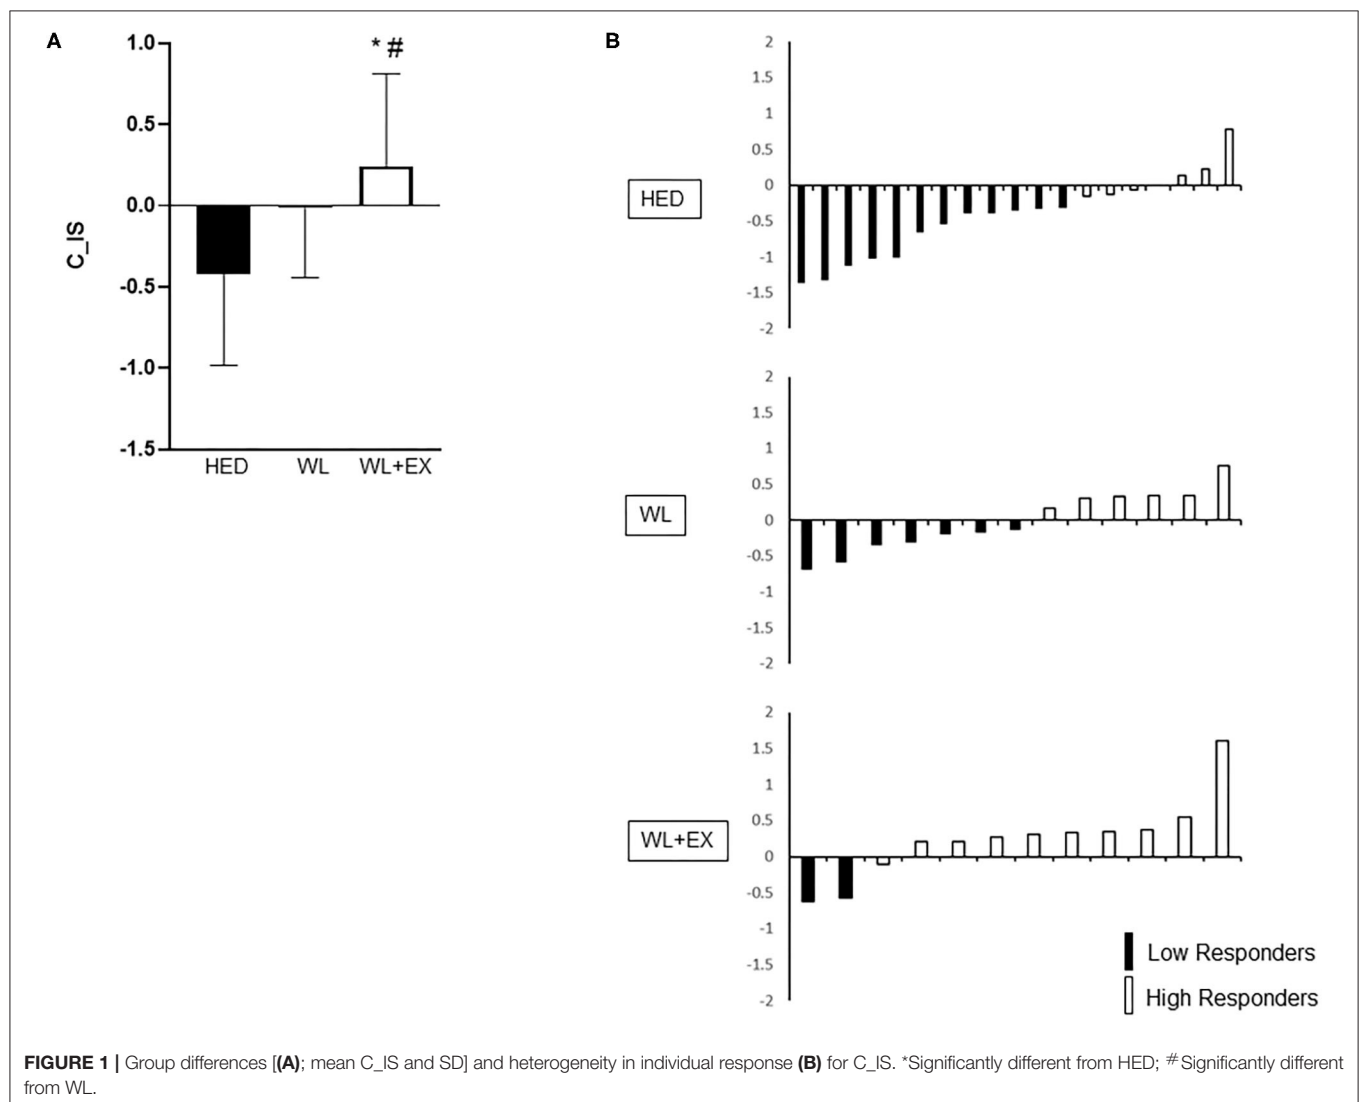 A
1.0
0.5
0.0
-0.5
-1.0
-1.5
C_IS
* #
HED
WL
WL+EX
B
2
1.5
1
0.5
0
-0.5
-1
-1.5
-2
HED
2
1.5
1
0.5
0
-0.5
-1
-1.5
-2
WL
2
1.5
1
0.5
0
-0.5
-1
-1.5
-2
WL+EX
Low Responders
High Responders
FIGURE 1 | Group differences [(A); mean C_IS and SD] and heterogeneity in individual response (B) for C_IS. *Significantly different from HED; #Significantly different
from WL.